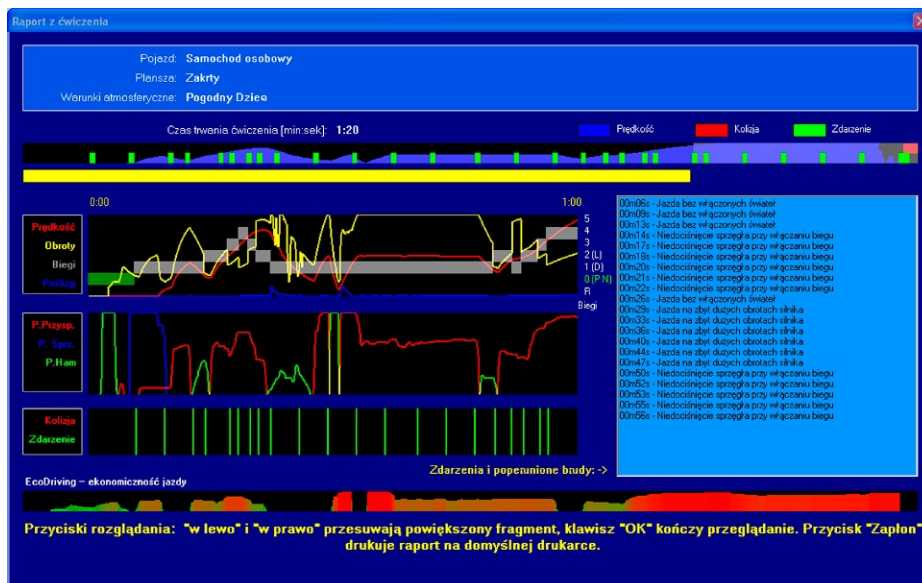 Raport z ćwiczenia
Pojazd: Samochod osobowy
Plansza: Zakrty
Warunki atmosferyczne: Pogodny Dzień
Czas trwania ćwiczenia [min:sek]: 1:20
Prędkość
Kolizja
Zdarzenie
0:00
1:00
Prędkość
Obroty
Biegi
Poślizg
5
4
3
2 (L)
1 (D)
0 (P N)
R
Biegi
P.Przysp.
P. Sprz.
P.Ham
Kolizja
Zdarzenie
00m06s - Jazda bez włączonych świateł
00m09s - Jazda bez włączonych świateł
00m13s - Jazda bez włączonych świateł
00m14s - Niedociśnięcie sprzęgła przy włączaniu biegu
00m17s - Niedociśnięcie sprzęgła przy włączaniu biegu
00m18s - Niedociśnięcie sprzęgła przy włączaniu biegu
00m20s - Niedociśnięcie sprzęgła przy włączaniu biegu
00m21s - Niedociśnięcie sprzęgła przy włączaniu biegu
00m22s - Niedociśnięcie sprzęgła przy włączaniu biegu
00m26s - Jazda bez włączonych świateł
00m29s - Jazda na zbyt dużych obrotach silnika
00m33s - Jazda na zbyt dużych obrotach silnika
00m36s - Jazda na zbyt dużych obrotach silnika
00m40s - Jazda na zbyt dużych obrotach silnika
00m44s - Jazda na zbyt dużych obrotach silnika
00m47s - Jazda na zbyt dużych obrotach silnika
00m50s - Niedociśnięcie sprzęgła przy włączaniu biegu
00m52s - Niedociśnięcie sprzęgła przy włączaniu biegu
00m53s - Niedociśnięcie sprzęgła przy włączaniu biegu
00m55s - Niedociśnięcie sprzęgła przy włączaniu biegu
00m56s - Niedociśnięcie sprzęgła przy włączaniu biegu
Zdarzenia i popełnione błędy: ->
EcoDriving – ekonomiczność jazdy
Przyciski rozglądania: "w lewo" i "w prawo" przesuwają powiększony fragment, klawisz "OK" kończy przeglądanie. Przycisk "Zapłon"
drukuje raport na domyślnej drukarce.